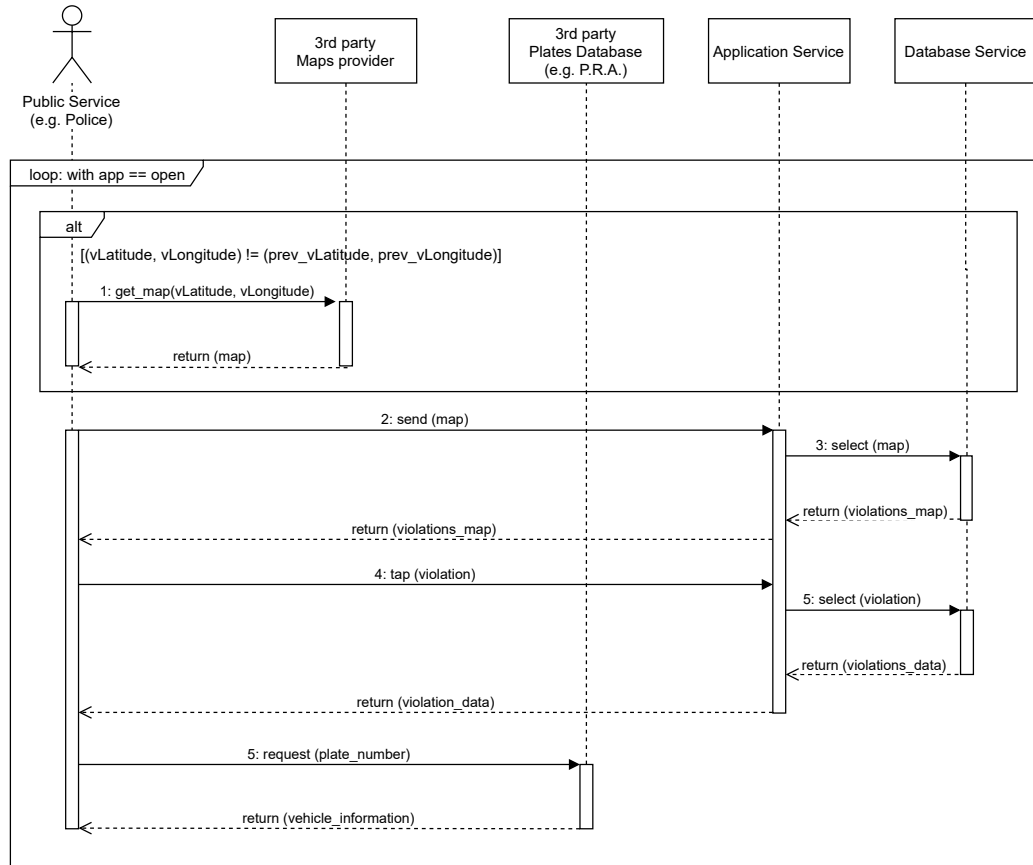 3rd party
Maps provider
3rd party
Plates Database
(e.g. P.R.A.)
Application Service
Database Service
Public Service
(e.g. Police)
loop: with app == open
alt
[(vLatitude, vLongitude) != (prev_vLatitude, prev_vLongitude)]
1: get_map(vLatitude, vLongitude)
return (map)
2: send (map)
3: select (map)
return (violations_map)
return (violations_map)
4: tap (violation)
5: select (violation)
return (violations_data)
return (violation_data)
5: request (plate_number)
return (vehicle_information)